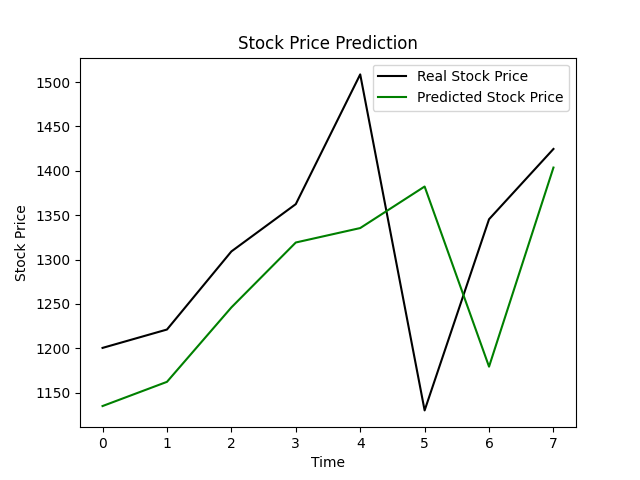 Stock Price Prediction
Real Stock Price
Predicted Stock Price
Stock Price
1500
1450
1400
1350
1300
1250
1200
1150
0 1 2 3 4 5 6 7
Time